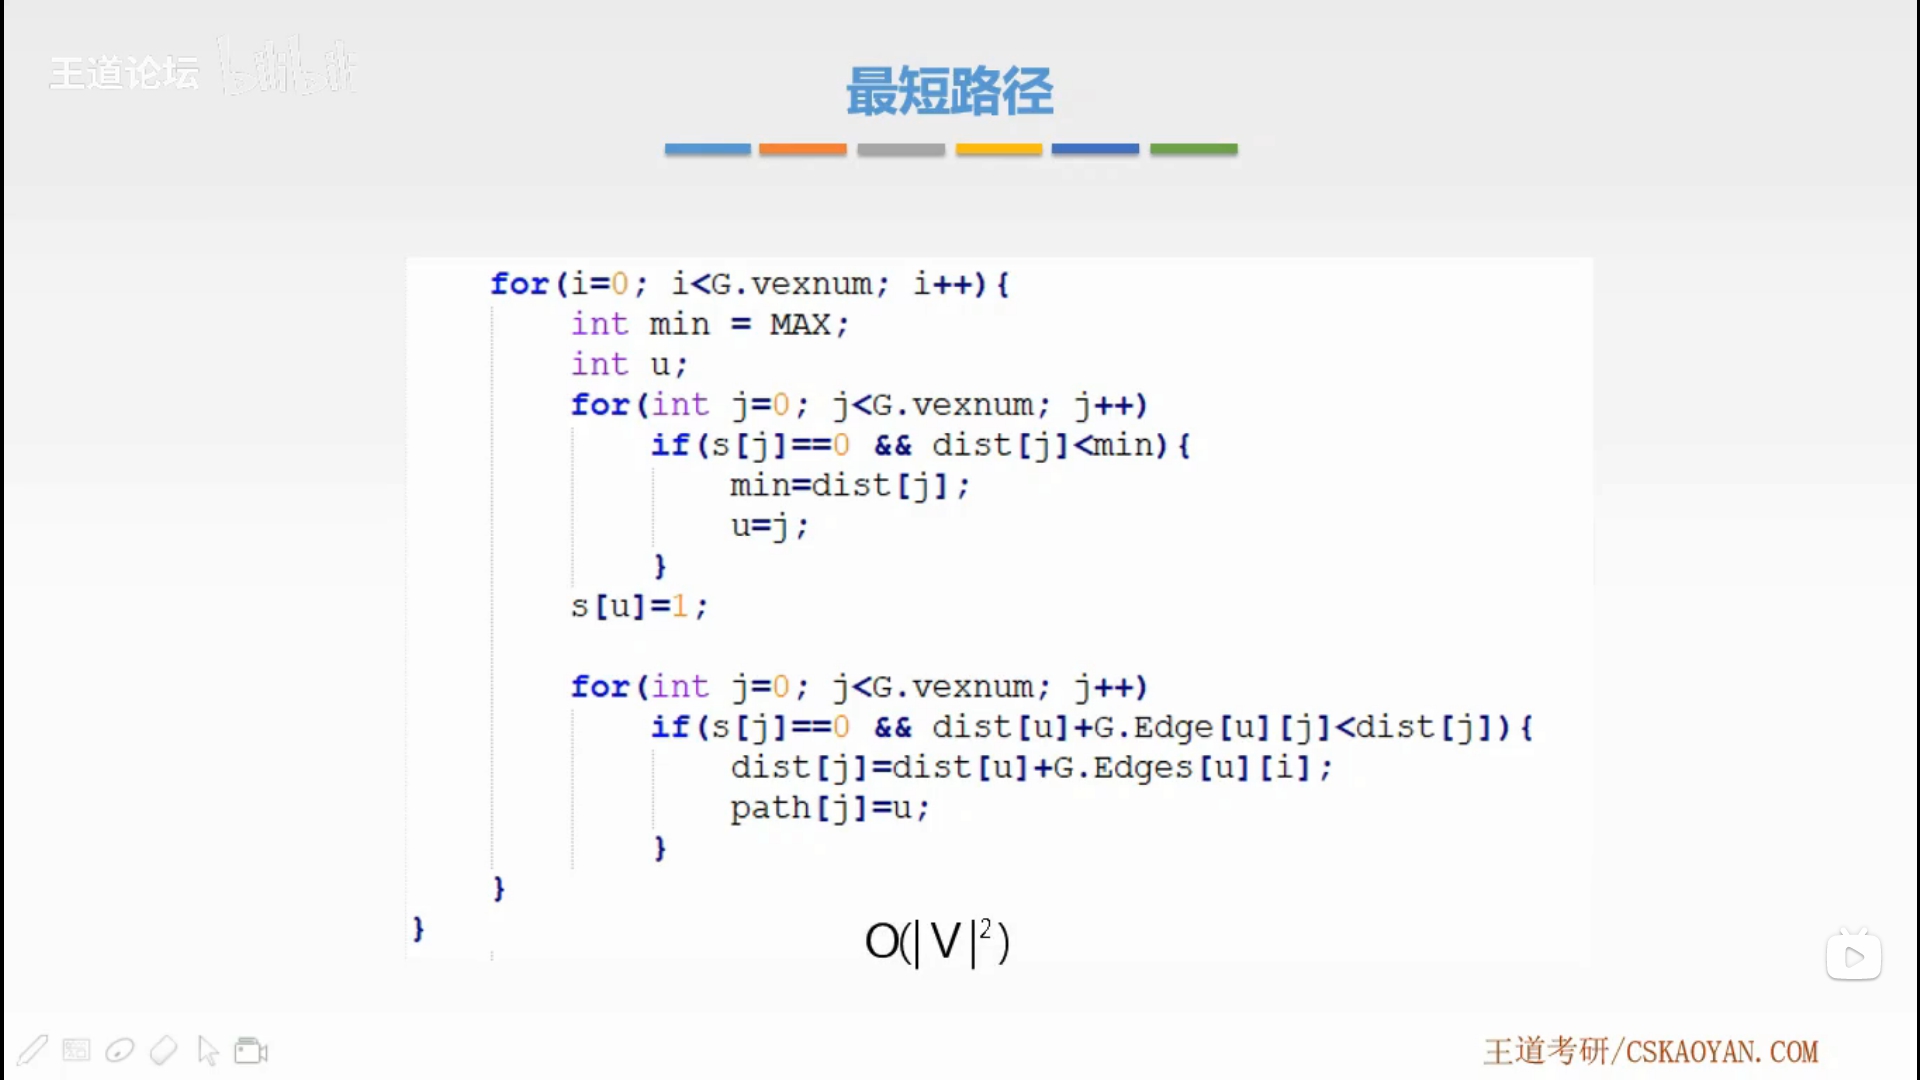 王道论坛 bilibili
最短路径
for(i=0; i<G.vexnum; i++){
int min = MAX;
int u;
for(int j=0; j<G.vexnum; j++)
if(s[j]==0 && dist[j]<min){
min=dist[j];
u=j;
}
s[u]=1;
for(int j=0; j<G.vexnum; j++)
if(s[j]==0 && dist[u]+G.Edge[u][j]<dist[j]){
dist[j]=dist[u]+G.Edges[u][i];
path[j]=u;
}
}
}
O(|V|²)
王道考研/CSKAOYAN.COM